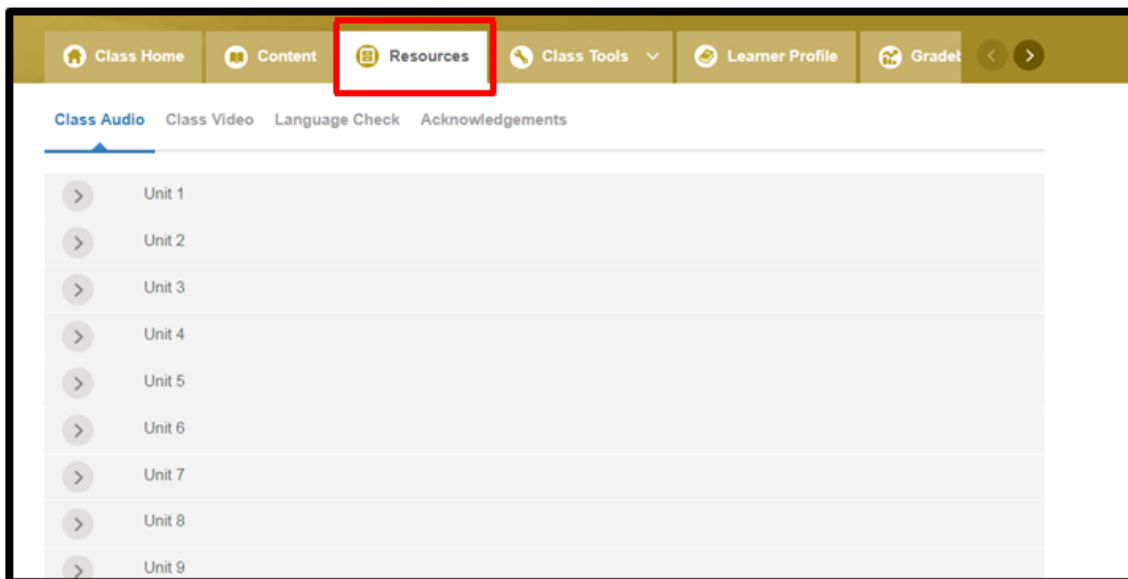 Class Home Content Resources Class Tools Learner Profile Gradeb
Class Audio Class Video Language Check Acknowledgements
Unit 1
Unit 2
Unit 3
Unit 4
Unit 5
Unit 6
Unit 7
Unit 8
Unit 9